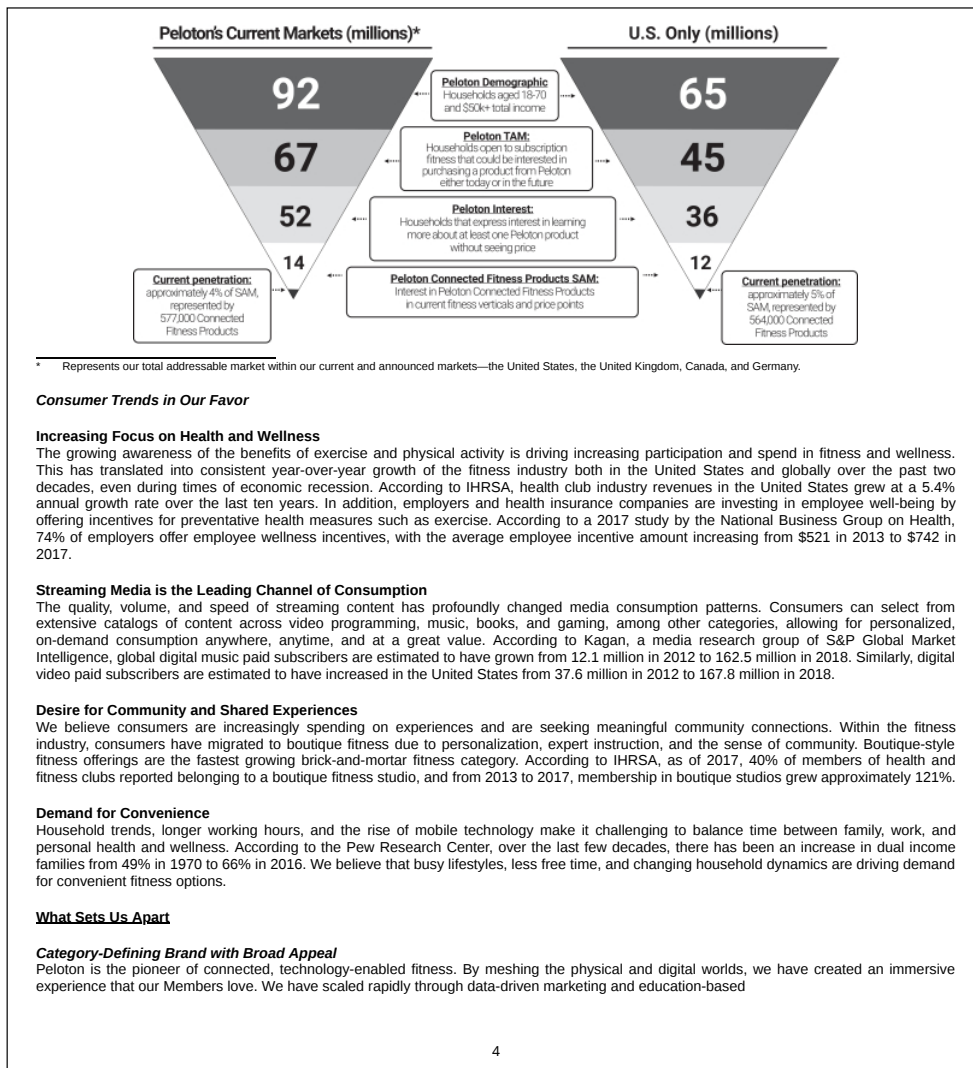 Peloton's Current Markets (millions)*
U.S. Only (millions)
92
Peloton Demographic
Households aged 18-70
and $50k+ total income
65
67
Peloton TAM:
Households open to subscription
fitness that could be interested in
purchasing a product from Peloton
either today or in the future
45
52
Peloton Interest:
Households that express interest in learning
more about at least one Peloton product
without seeing price
36
14
Peloton Connected Fitness Products SAM:
Interest in Peloton Connected Fitness Products
in current fitness verticals and price points
12
Current penetration:
approximately 4% of SAM,
represented by
577,000 Connected
Fitness Products
Current penetration:
approximately 5% of
SAM, represented by
564,000 Connected
Fitness Products
* Represents our total addressable market within our current and announced markets—the United States, the United Kingdom, Canada, and Germany.
Consumer Trends in Our Favor
Increasing Focus on Health and Wellness
The growing awareness of the benefits of exercise and physical activity is driving increasing participation and spend in fitness and wellness.
This has translated into consistent year-over-year growth of the fitness industry both in the United States and globally over the past two
decades, even during times of economic recession. According to IHRSA, health club industry revenues in the United States grew at a 5.4%
annual growth rate over the last ten years. In addition, employers and health insurance companies are investing in employee well-being by
offering incentives for preventative health measures such as exercise. According to a 2017 study by the National Business Group on Health,
74% of employers offer employee wellness incentives, with the average employee incentive amount increasing from $521 in 2013 to $742 in
2017.
Streaming Media is the Leading Channel of Consumption
The quality, volume, and speed of streaming content has profoundly changed media consumption patterns. Consumers can select from
extensive catalogs of content across video programming, music, books, and gaming, among other categories, allowing for personalized,
on-demand consumption anywhere, anytime, and at a great value. According to Kagan, a media research group of S&P Global Market
Intelligence, global digital music paid subscribers are estimated to have grown from 12.1 million in 2012 to 162.5 million in 2018. Similarly, digital
video paid subscribers are estimated to have increased in the United States from 37.6 million in 2012 to 167.8 million in 2018.
Desire for Community and Shared Experiences
We believe consumers are increasingly spending on experiences and are seeking meaningful community connections. Within the fitness
industry, consumers have migrated to boutique fitness due to personalization, expert instruction, and the sense of community. Boutique-style
fitness offerings are the fastest growing brick-and-mortar fitness category. According to IHRSA, as of 2017, 40% of members of health and
fitness clubs reported belonging to a boutique fitness studio, and from 2013 to 2017, membership in boutique studios grew approximately 121%.
Demand for Convenience
Household trends, longer working hours, and the rise of mobile technology make it challenging to balance time between family, work, and
personal health and wellness. According to the Pew Research Center, over the last few decades, there has been an increase in dual income
families from 49% in 1970 to 66% in 2016. We believe that busy lifestyles, less free time, and changing household dynamics are driving demand
for convenient fitness options.
What Sets Us Apart
Category-Defining Brand with Broad Appeal
Peloton is the pioneer of connected, technology-enabled fitness. By meshing the physical and digital worlds, we have created an immersive
experience that our Members love. We have scaled rapidly through data-driven marketing and education-based
4